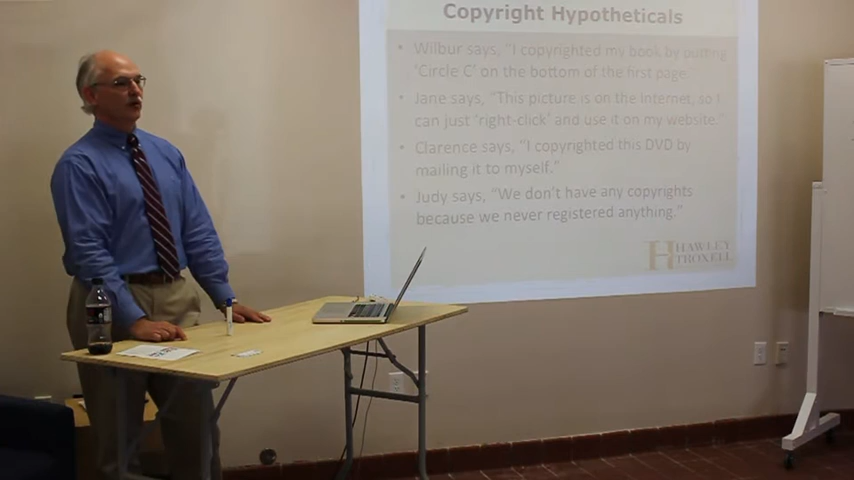 Copyright Hypotheticals
• Wilbur says, "I copyrighted my book by putting
'Circle C' on the bottom of the first page."
• Jane says, "This picture is on the Internet, so I
can just 'right-click' and use it on my website."
• Clarence says, "I copyrighted this DVD by
mailing it to myself."
• Judy says, "We don't have any copyrights
because we never registered anything."
H HAWLEY
TROXELL